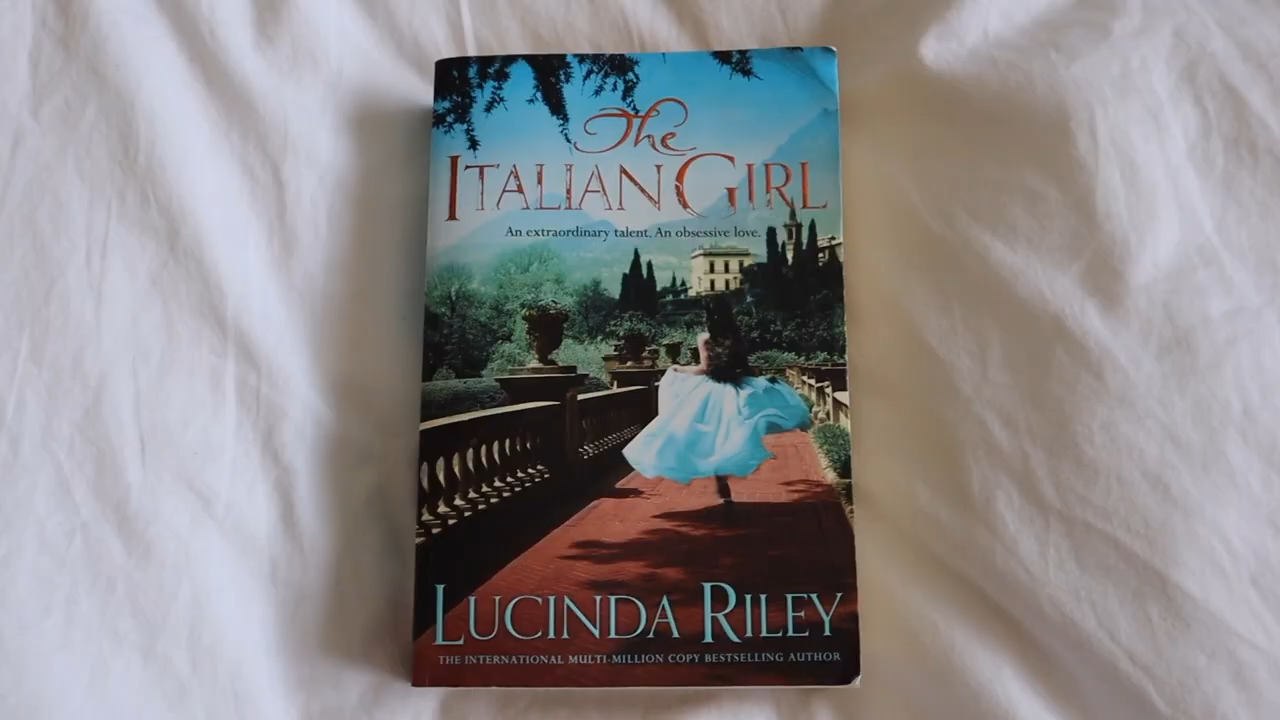 The
ITALIAN GIRL
An extraordinary talent. An obsessive love.
LUCINDA RILEY
THE INTERNATIONAL MULTI-MILLION COPY BESTSELLING AUTHOR